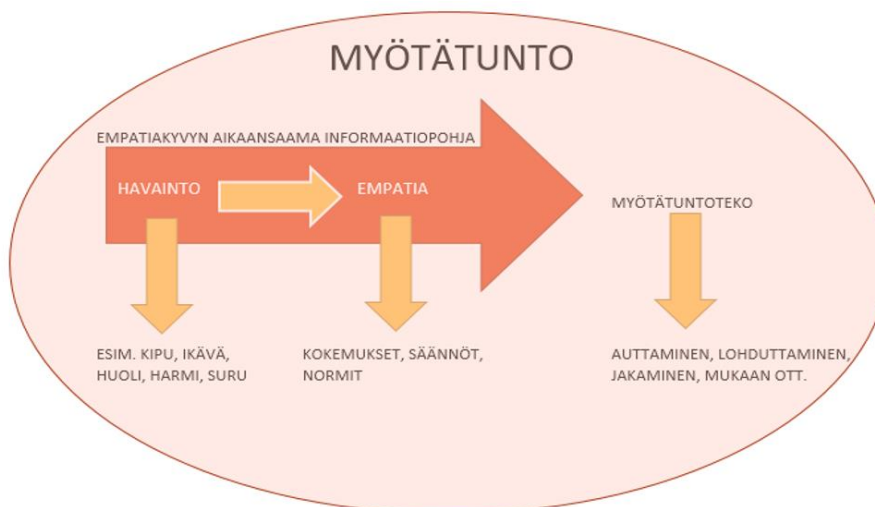 MYÖTÄTUNTO
EMPATIAKYVYN AIKAANSAAMA INFORMAATIOPOHJA
HAVAINTO
EMPATIA
MYÖTÄTUNTOTEKO
ESIM. KIPU, IKÄVÄ,
HUOLI, HARMI, SURU
KOKEMUKSET, SÄÄNNÖT,
NORMIT
AUTTAMINEN, LOHDUTTAMINEN,
JAKAMINEN, MUKAAN OTT.